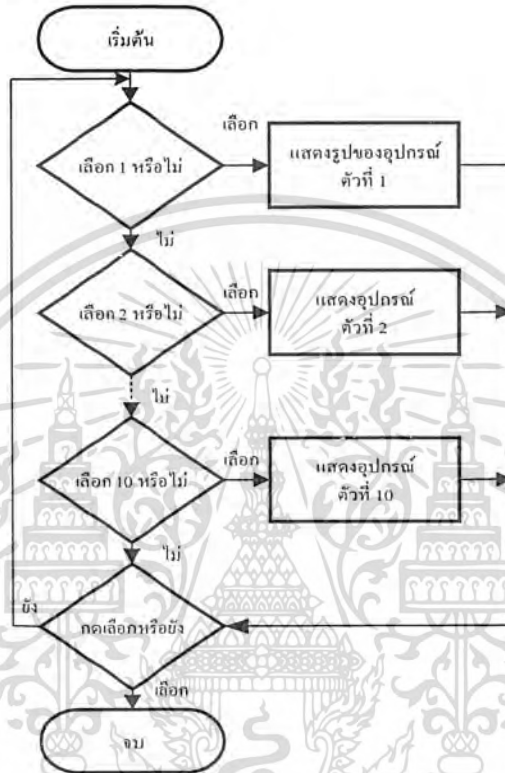 เริ่มต้น
เลือก 1 หรือไม่
เลือก
แสดงรูปของอุปกรณ์
ตัวที่ 1
ไม่
เลือก 2 หรือไม่
เลือก
แสดงอุปกรณ์
ตัวที่ 2
ไม่
เลือก 10 หรือไม่
เลือก
แสดงอุปกรณ์
ตัวที่ 10
ไม่
ยัง
กดเลือกหรือยัง
เลือก
จบ